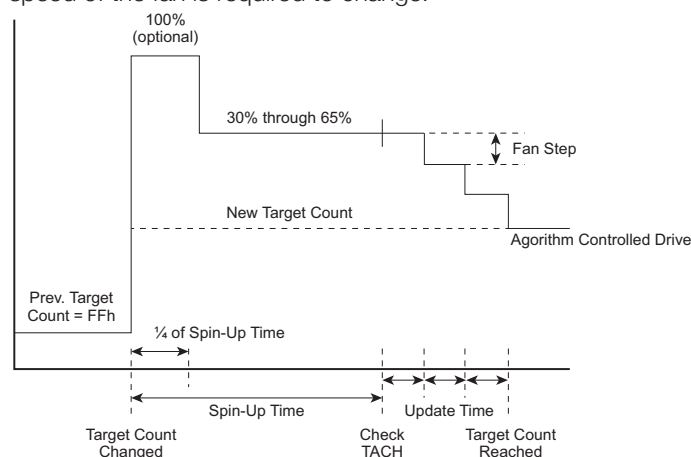 speed of the fan is required to change.
100%
(optional)
30% through 65%
Fan Step
New Target Count
Agorithm Controlled Drive
Prev. Target
Count = FFh
¼ of Spin-Up Time
Spin-Up Time
Update Time
Target Count
Changed
Check
TACH
Target Count
Reached